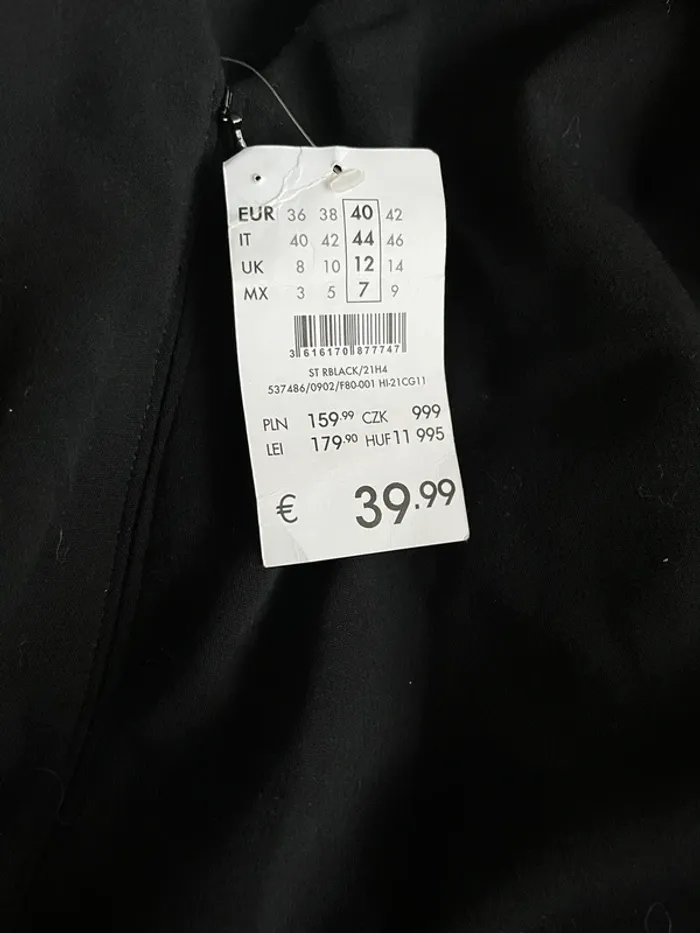 EUR 36 38 40 42
IT 40 42 44 46
UK 8 10 12 14
MX 3 5 7 9
3 616170 877747
ST RBLACK/21H4
537486/0902/F80-001 HI-21CG11
PLN 159.99 CZK 999
LEI 179.90 HUF 11 995
€ 39.99